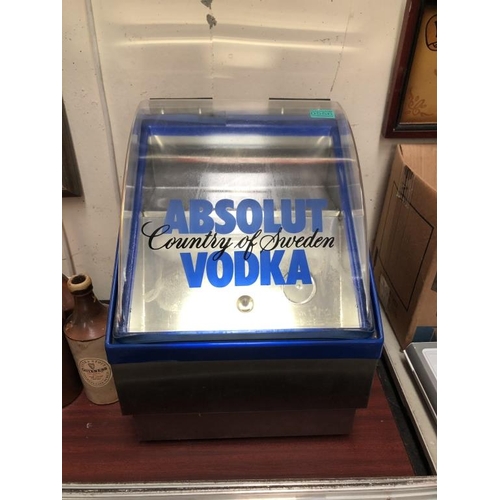 ABSOLUT
Country of Sweden
VODKA